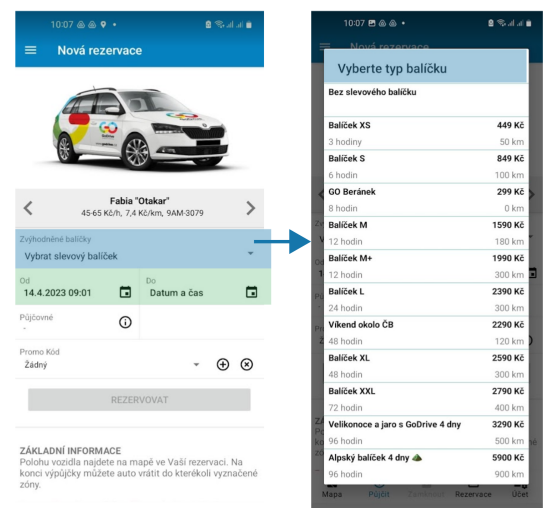 10:07
Nová rezervace
GO
Fabia "Otakar"
45-65 Kč/h, 7,4 Kč/km, 9AM-3079
Zvýhodněné balíčky
Vybrat slevový balíček
Od
14.4.2023 09:01
Do
Datum a čas
Půjčovné
-
Promo Kód
Žádný
REZERVOVAT
ZÁKLADNÍ INFORMACE
Polohu vozidla najdete na mapě ve Vaší rezervaci. Na
konci výpůjčky můžete auto vrátit do kterékoli vyznačené
zóny.
10:07
Nová rezervace
Vyberte typ balíčku
Bez slevového balíčku
Balíček XS 449 Kč
3 hodiny 50 km
Balíček S 849 Kč
6 hodin 100 km
GO Beránek 299 Kč
8 hodin 0 km
Balíček M 1590 Kč
12 hodin 180 km
Balíček M+ 1990 Kč
12 hodin 300 km
Balíček L 2390 Kč
24 hodin 300 km
Víkend okolo ČB 2290 Kč
48 hodin 120 km
Balíček XL 2590 Kč
48 hodin 300 km
Balíček XXL 2790 Kč
72 hodin 400 km
Velikonoce a jaro s GoDrive 4 dny 3290 Kč
96 hodin 500 km
Alpský balíček 4 dny 5900 Kč
96 hodin 900 km
Mapa Půjčit Zamknout Rezervace Účet